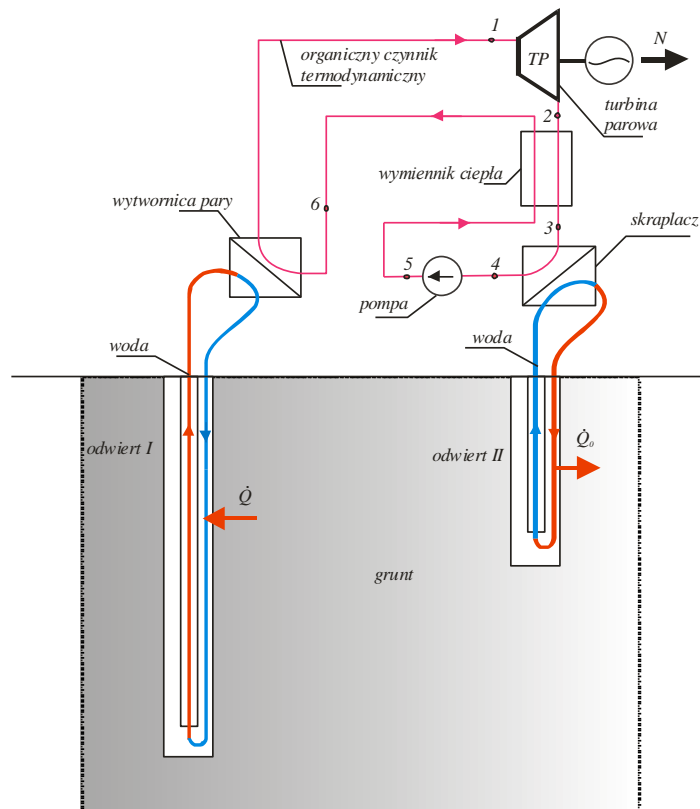 1
organiczny czynnik
termodynamiczny
TP
N
2
turbina
parowa
wymiennik ciepła
wytwornica pary
6
3
skraplacz
5
4
pompa
woda
woda
odwiert I
odwiert II
Q̇₀
Q̇
grunt